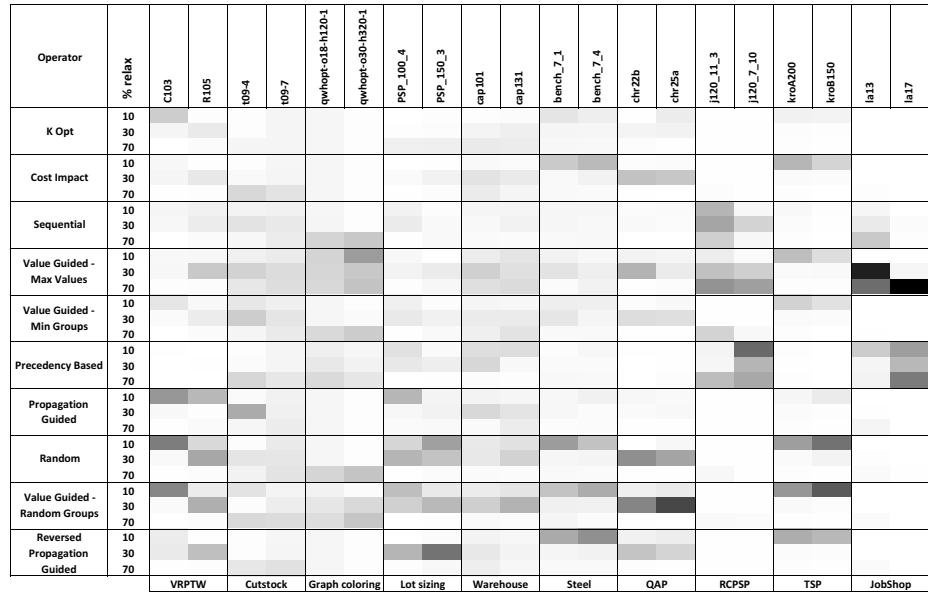 Operator % relax C103 R105 t09-4 t09-7 qwhopt-o18-h120-1 qwhopt-o30-h320-1 PSP_100_4 PSP_150_3 cap101 cap131 bench_7_1 bench_7_4 chr22b chr25a j120_11_3 j120_7_10 kroA200 kroB150 la13 la17
K Opt
10
30
70
Cost Impact
10
30
70
Sequential
10
30
70
Value Guided -
Max Values
10
30
70
Value Guided -
Min Groups
10
30
70
Precedency Based
10
30
70
Propagation
Guided
10
30
70
Random
10
30
70
Value Guided -
Random Groups
10
30
70
Reversed
Propagation
Guided
10
30
70
VRPTW Cutstock Graph coloring Lot sizing Warehouse Steel QAP RCPSP TSP JobShop